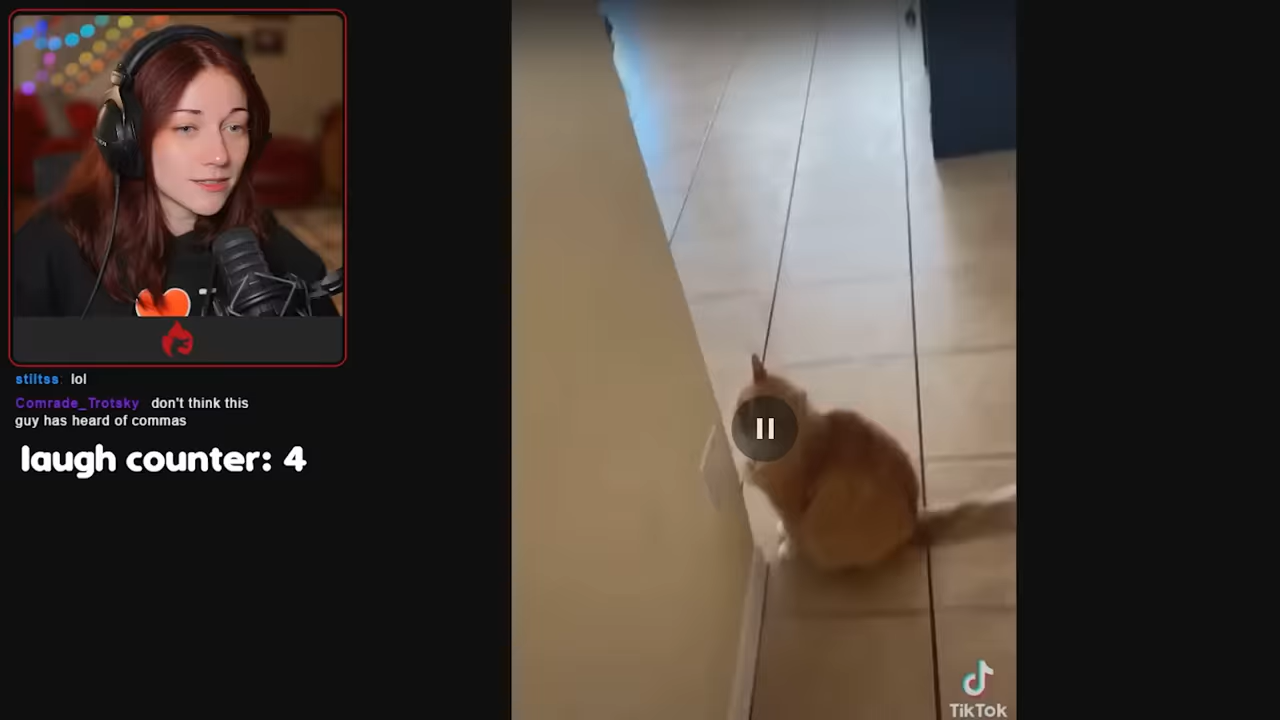 stiltss: lol
Comrade_Trotsky: don't think this
guy has heard of commas
laugh counter: 4
TikTok